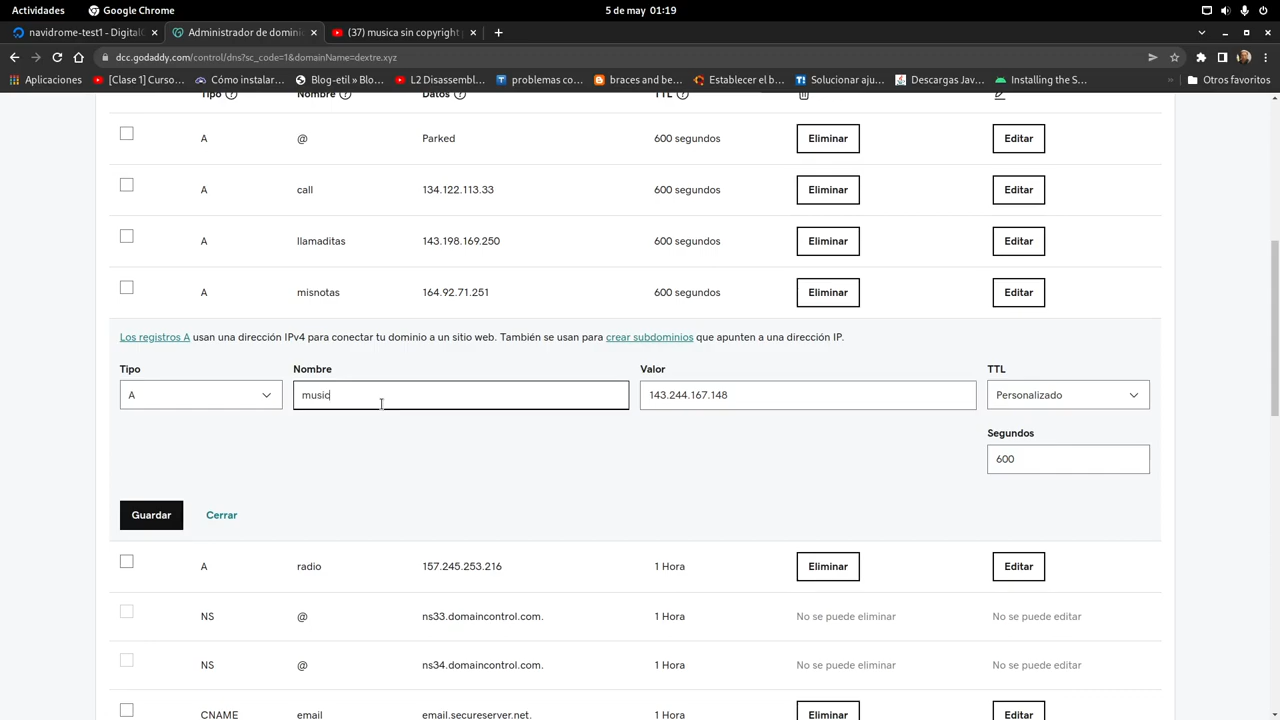 Actividades
Google Chrome
5 de may 01:19
navidrome-test1 - Digital
Administrador de domini
(37) musica sin copyright
dcc.godaddy.com/control/dns?sc_code=1&domainName=dextre.xyz
Aplicaciones
[Clase 1] Curso...
Cómo instalar...
Blog-etil » Blo...
L2 Disassembl...
problemas co...
braces and be...
Establecer el b...
Solucionar aju...
Descargas Jav...
Installing the S...
»
Otros favoritos
Tipo ?
Nombre ?
Datos ?
TTL ?
A @ Parked 600 segundos Eliminar Editar
A call 134.122.113.33 600 segundos Eliminar Editar
A llamaditas 143.198.169.250 600 segundos Eliminar Editar
A misnotas 164.92.71.251 600 segundos Eliminar Editar
Los registros A usan una dirección IPv4 para conectar tu dominio a un sitio web. También se usan para crear subdominios que apunten a una dirección IP.
Tipo Nombre Valor TTL
A music 143.244.167.148 Personalizado
Segundos
600
Guardar Cerrar
A radio 157.245.253.216 1 Hora Eliminar Editar
NS @ ns33.domaincontrol.com. 1 Hora No se puede eliminar No se puede editar
NS @ ns34.domaincontrol.com. 1 Hora No se puede eliminar No se puede editar
CNAME email email.secureserver.net. 1 Hora Eliminar Editar